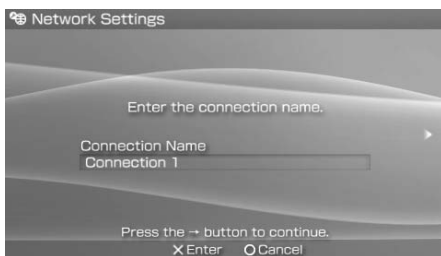 Network Settings
Enter the connection name.
Connection Name
Connection 1
Press the → button to continue.
✕Enter ○Cancel